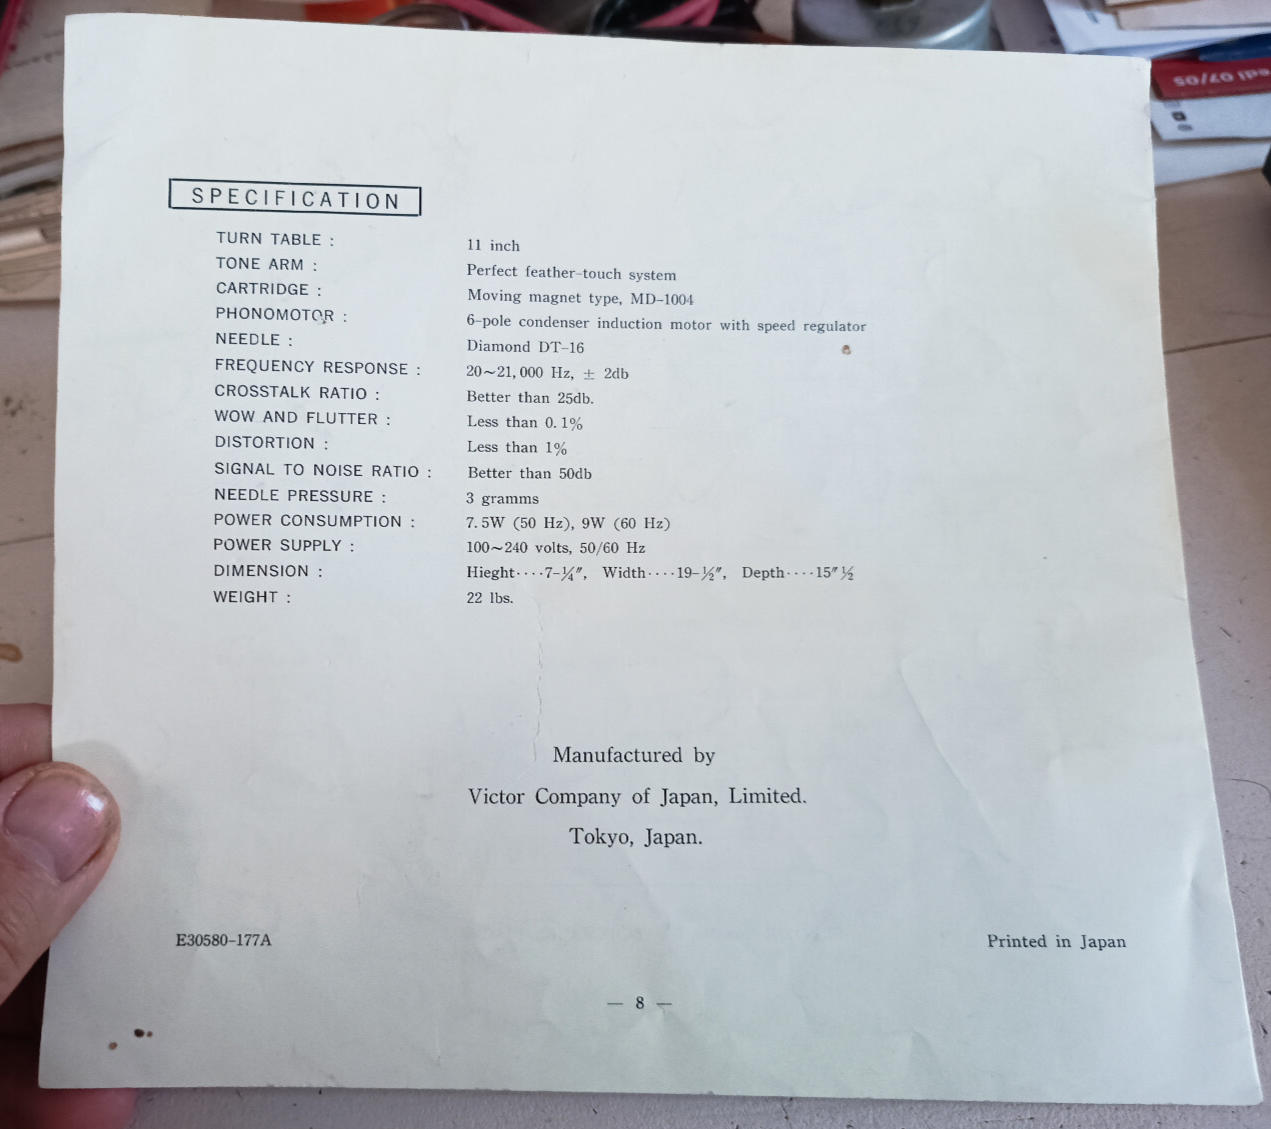 edl 07/05
SPECIFICATION
TURN TABLE : 11 inch
TONE ARM : Perfect feather-touch system
CARTRIDGE : Moving magnet type, MD-1004
PHONOMOTOR : 6-pole condenser induction motor with speed regulator
NEEDLE : Diamond DT-16
FREQUENCY RESPONSE : 20~21,000 Hz, ± 2db
CROSSTALK RATIO : Better than 25db.
WOW AND FLUTTER : Less than 0.1%
DISTORTION : Less than 1%
SIGNAL TO NOISE RATIO : Better than 50db
NEEDLE PRESSURE : 3 gramms
POWER CONSUMPTION : 7.5W (50 Hz), 9W (60 Hz)
POWER SUPPLY : 100~240 volts, 50/60 Hz
DIMENSION : Hieght····7-¼″, Width····19-½″, Depth····15″½
WEIGHT : 22 lbs.
Manufactured by
Victor Company of Japan, Limited.
Tokyo, Japan.
E30580-177A Printed in Japan
— 8 —